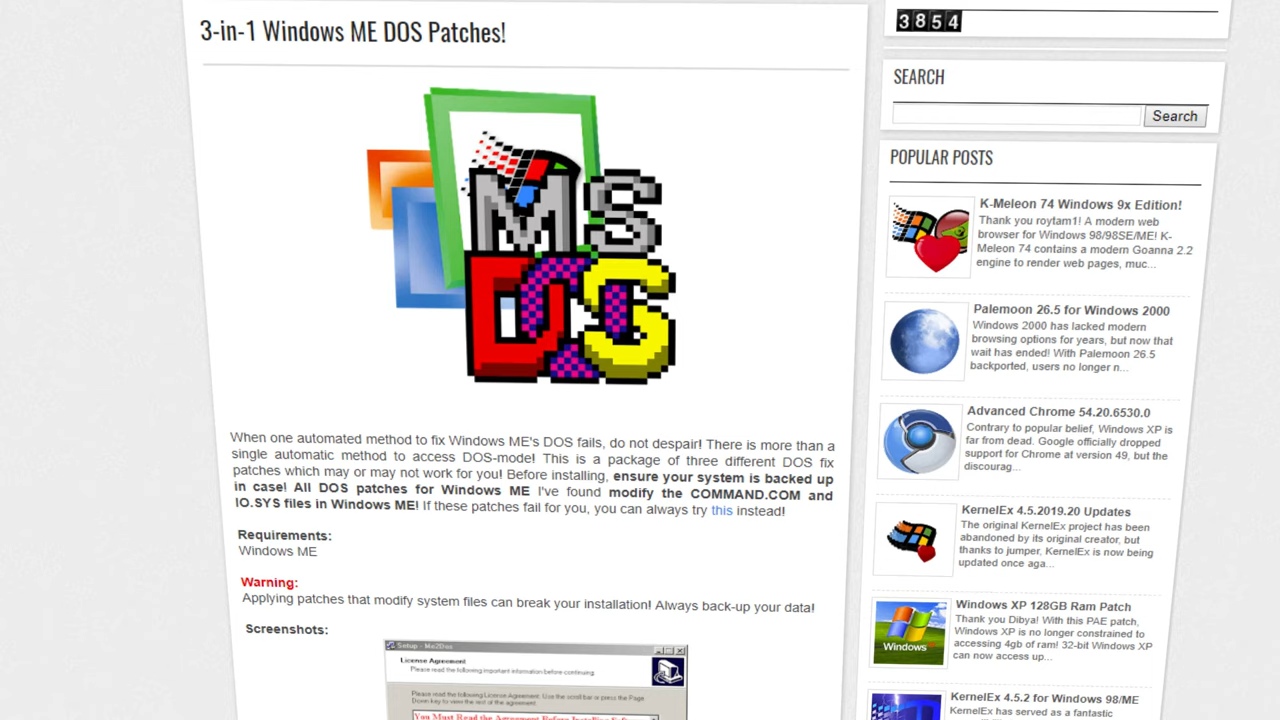 3-in-1 Windows ME DOS Patches!
MS
DOS
When one automated method to fix Windows ME's DOS fails, do not despair! There is more than a
single automatic method to access DOS-mode! This is a package of three different DOS fix
patches which may or may not work for you! Before installing, ensure your system is backed up
in case! All DOS patches for Windows ME I've found modify the COMMAND.COM and
IO.SYS files in Windows ME! If these patches fail for you, you can always try this instead!
Requirements:
Windows ME
Warning:
Applying patches that modify system files can break your installation! Always back-up your data!
Screenshots:
Setup - Me2Dos
License Agreement
Please read the following important information before continuing.
Please read the following License Agreement. Use the scroll bar or press the Page
Down key to view the rest of the agreement.
You Must Read the Agreement Before Installing
3854
SEARCH
Search
POPULAR POSTS
K-Meleon 74 Windows 9x Edition!
Thank you roytam1! A modern web
browser for Windows 98/98SE/ME! K-
Meleon 74 contains a modern Goanna 2.2
engine to render web pages, muc...
Palemoon 26.5 for Windows 2000
Windows 2000 has lacked modern
browsing options for years, but now that
wait has ended! With Palemoon 26.5
backported, users no longer n...
Advanced Chrome 54.20.6530.0
Contrary to popular belief, Windows XP is
far from dead. Google officially dropped
support for Chrome at version 49, but the
discourag...
KernelEx 4.5.2019.20 Updates
The original KernelEx project has been
abandoned by its original creator, but
thanks to jumper, KernelEx is now being
updated once aga...
Windows XP 128GB Ram Patch
Thank you Dibya! With this PAE patch,
Windows XP is no longer constrained to
accessing 4gb of ram! 32-bit Windows XP
can now access up...
Windows
KernelEx 4.5.2 for Windows 98/ME
KernelEx has served as a fantastic